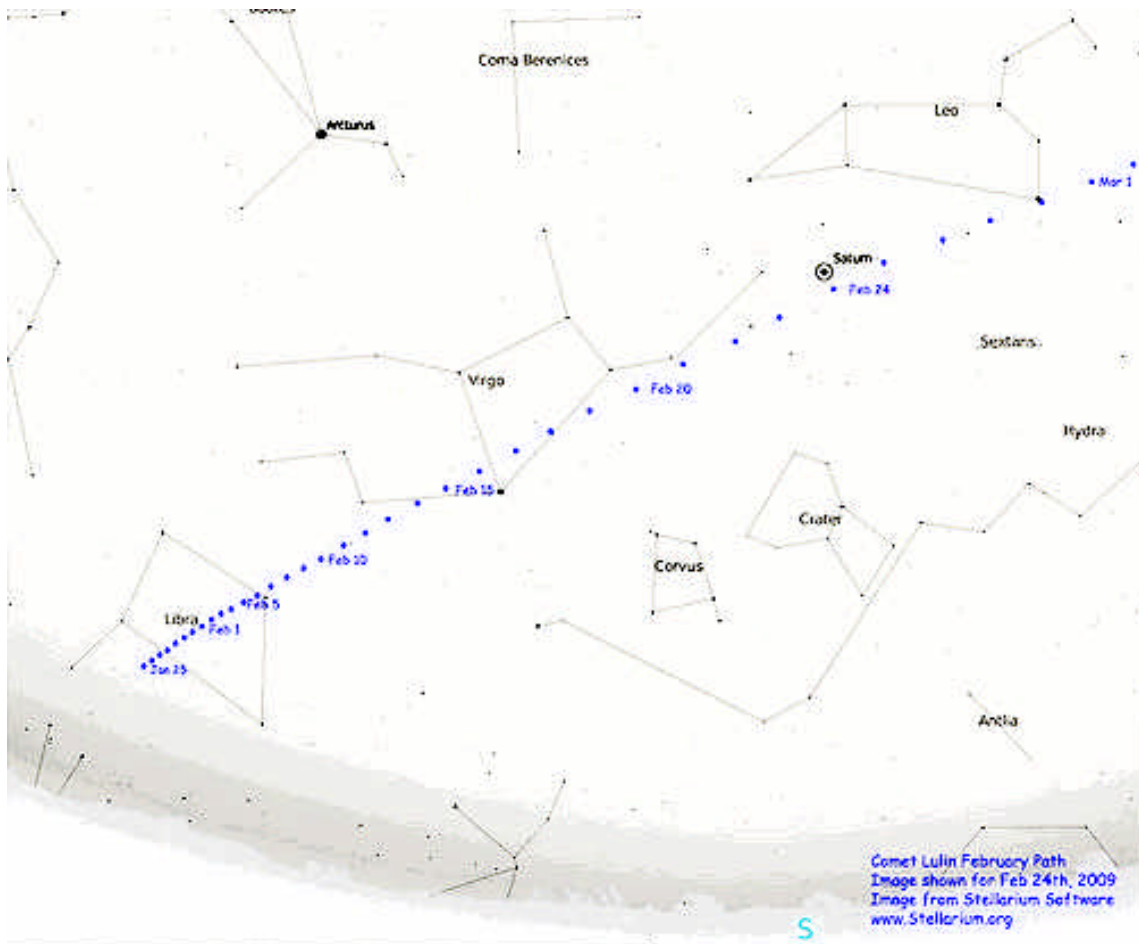 Coma Berenices
Leo
Arcturus
Mar 1
Saturn
Feb 24
Sextans
Virgo
Feb 20
Hydra
Feb 15
Crater
Feb 10
Corvus
Feb 5
Libra
Feb 1
Jan 25
Antlia
Comet Lulin February Path
Image shown for Feb 24th, 2009
Image from Stellarium Software
www.Stellarium.org
S